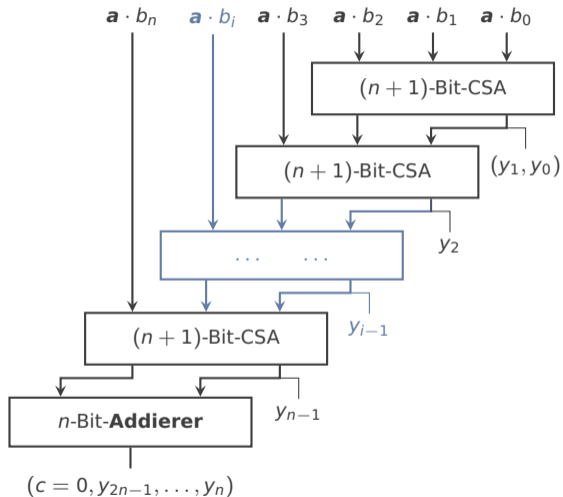 a · bₙ a · bᵢ a · b₃ a · b₂ a · b₁ a · b₀
(n + 1)-Bit-CSA
(n + 1)-Bit-CSA (y₁, y₀)
y₂
... ...
yᵢ₋₁
(n + 1)-Bit-CSA
yₙ₋₁
n-Bit-Addierer
(c = 0, y₂ₙ₋₁, . . . , yₙ)